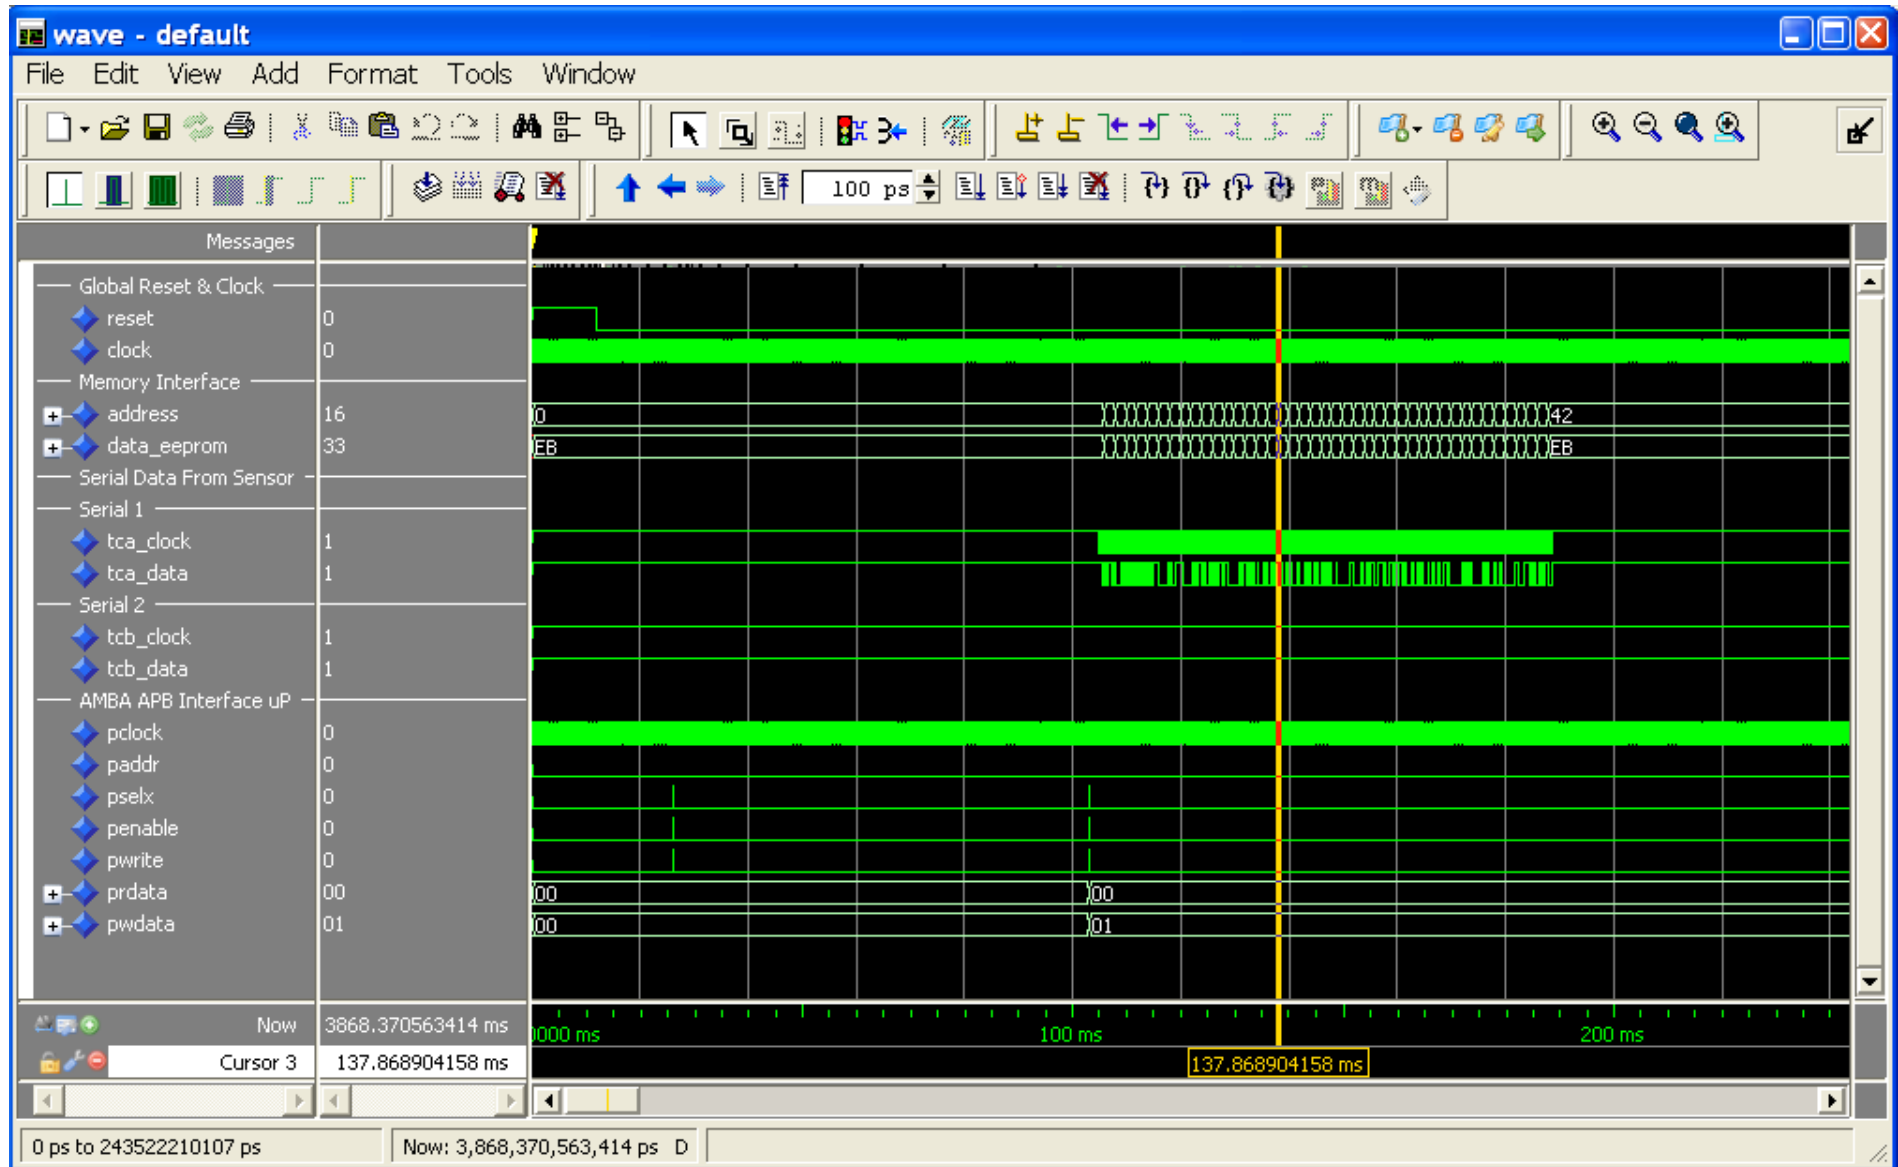 wave - default
File Edit View Add Format Tools Window
100 ps
Messages
Global Reset & Clock
reset 0
clock 0
Memory Interface
address 16 0 42
data_eeprom 33 EB EB
Serial Data From Sensor
Serial 1
tca_clock 1
tca_data 1
Serial 2
tcb_clock 1
tcb_data 1
AMBA APB Interface uP
pclock 0
paddr 0
pselx 0
penable 0
pwrite 0
prdata 00 00 00
pwdata 01 00 01
Now 3868.370563414 ms 0000 ms 100 ms 200 ms
Cursor 3 137.868904158 ms 137.868904158 ms
0 ps to 243522210107 ps Now: 3,868,370,563,414 ps D